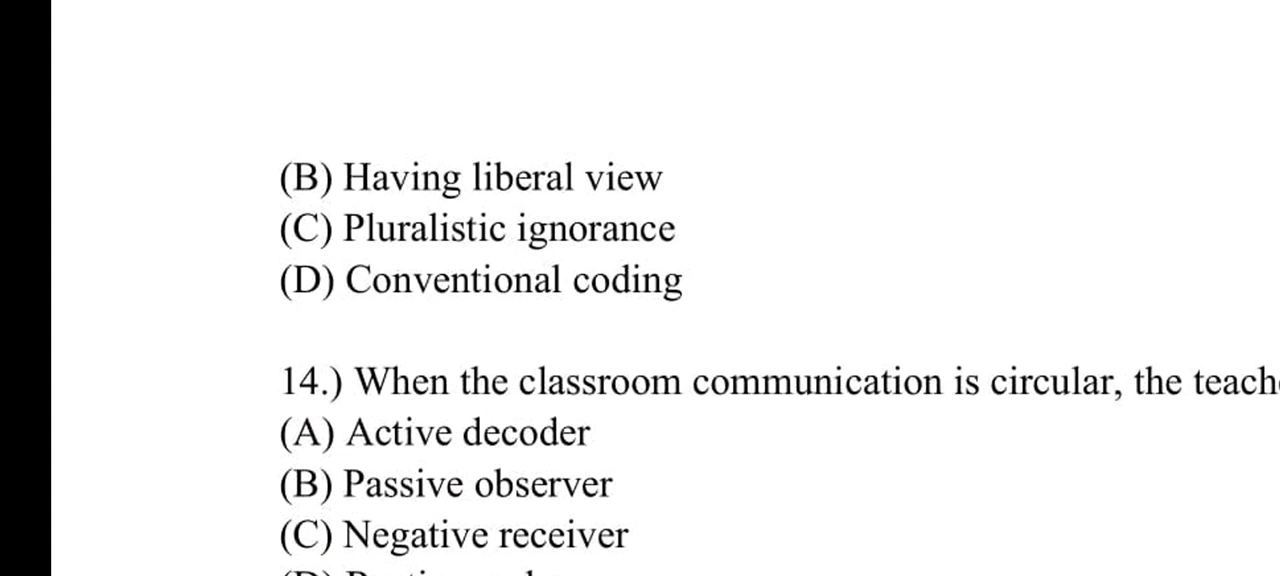 (B) Having liberal view
(C) Pluralistic ignorance
(D) Conventional coding
14.) When the classroom communication is circular, the
(A) Active decoder
(B) Passive observer
(C) Negative receiver